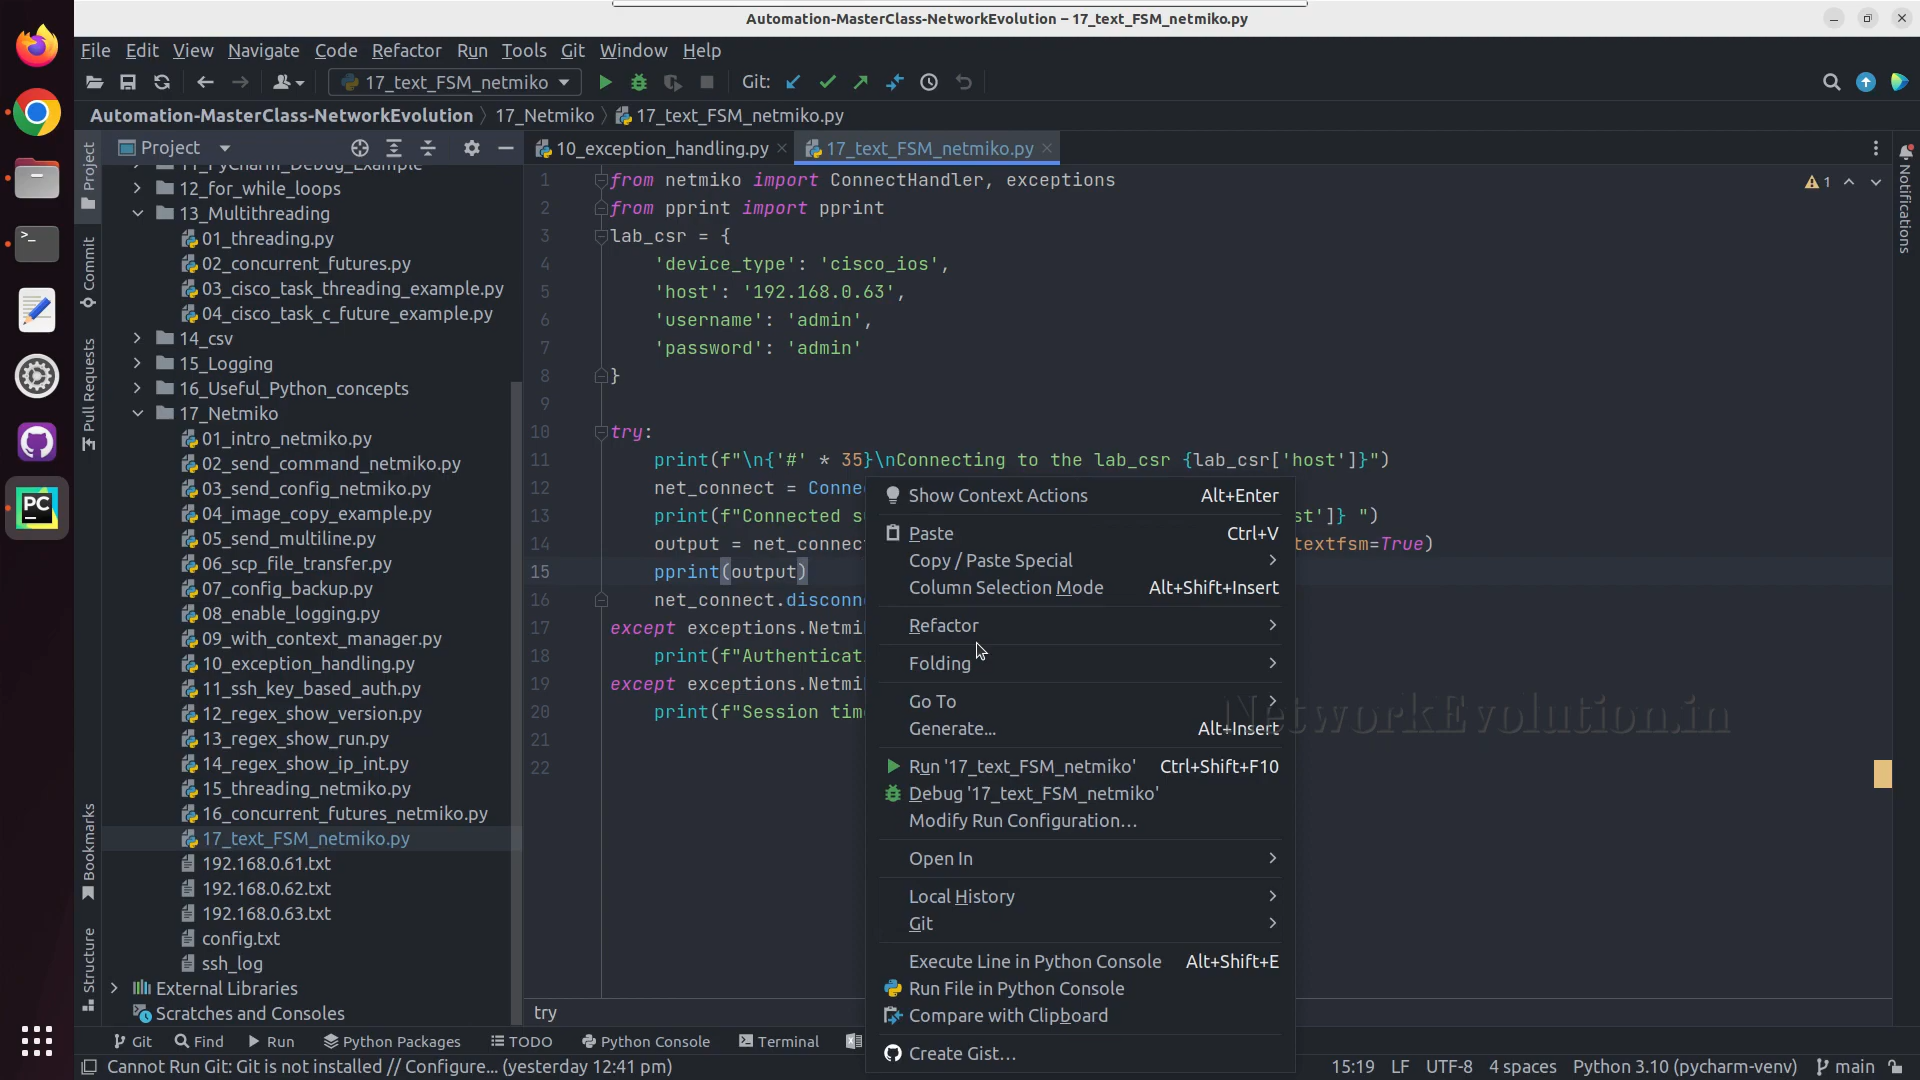 Automation-MasterClass-NetworkEvolution – 17_text_FSM_netmiko.py
File Edit View Navigate Code Refactor Run Tools Git Window Help
17_text_FSM_netmiko Git:
Automation-MasterClass-NetworkEvolution 17_Netmiko 17_text_FSM_netmiko.py
Project
10_exception_handling.py
17_text_FSM_netmiko.py
Project
Commit
Pull Requests
Bookmarks
Structure
Notifications
11_PyCharm_Debug_Example
12_for_while_loops
13_Multithreading
01_threading.py
02_concurrent_futures.py
03_cisco_task_threading_example.py
04_cisco_task_c_future_example.py
14_csv
15_Logging
16_Useful_Python_concepts
17_Netmiko
01_intro_netmiko.py
02_send_command_netmiko.py
03_send_config_netmiko.py
04_image_copy_example.py
05_send_multiline.py
06_scp_file_transfer.py
07_config_backup.py
08_enable_logging.py
09_with_context_manager.py
10_exception_handling.py
11_ssh_key_based_auth.py
12_regex_show_version.py
13_regex_show_run.py
14_regex_show_ip_int.py
15_threading_netmiko.py
16_concurrent_futures_netmiko.py
17_text_FSM_netmiko.py
192.168.0.61.txt
192.168.0.62.txt
192.168.0.63.txt
config.txt
ssh_log
External Libraries
Scratches and Consoles
1 from netmiko import ConnectHandler, exceptions
2 from pprint import pprint
3 lab_csr = {
4 'device_type': 'cisco_ios',
5 'host': '192.168.0.63',
6 'username': 'admin',
7 'password': 'admin'
8 }
9
10 try:
11 print(f"\n{'#' * 35}\nConnecting to the lab_csr {lab_csr['host']}")
12 net_connect = Conne
13 print(f"Connected s st']} ")
14 output = net_connec textfsm=True)
15 pprint(output)
16 net_connect.disconn
17 except exceptions.Netmi
18 print(f"Authenticat
19 except exceptions.Netmi
20 print(f"Session tim
21
22
1
Show Context Actions Alt+Enter
Paste Ctrl+V
Copy / Paste Special
Column Selection Mode Alt+Shift+Insert
Refactor
Folding
Go To
Generate... Alt+Insert
Run '17_text_FSM_netmiko' Ctrl+Shift+F10
Debug '17_text_FSM_netmiko'
Modify Run Configuration...
Open In
Local History
Git
Execute Line in Python Console Alt+Shift+E
Run File in Python Console
Compare with Clipboard
Create Gist...
NetworkEvolution.in
try
Git Find Run Python Packages TODO Python Console Terminal
Cannot Run Git: Git is not installed // Configure... (yesterday 12:41 pm)
15:19 LF UTF-8 4 spaces Python 3.10 (pycharm-venv) main
PC